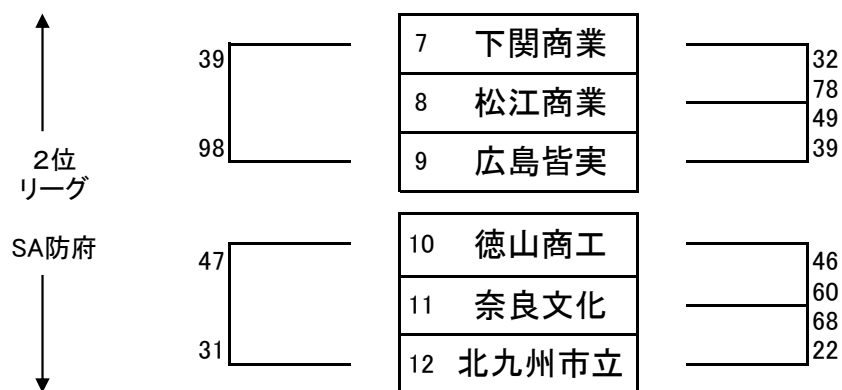 39
7 下関商業
32
78
8 松江商業
49
98
9 広島皆実
39
2位
リーグ
SA防府
47
10 徳山商工
46
60
11 奈良文化
68
31
12 北九州市立
22